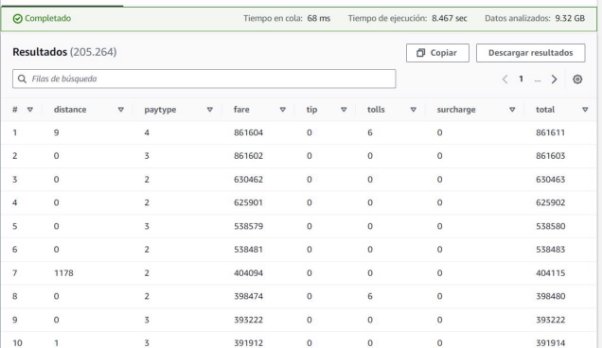 Completado Tiempo en cola: 68 ms Tiempo de ejecución: 8.467 sec Datos analizados: 9.32 GB
Resultados (205.264) Copiar Descargar resultados
Filas de búsqueda 1 ...
# distance paytype fare tip tolls surcharge total
1 9 4 861604 0 6 0 861611
2 0 3 861602 0 0 0 861603
3 0 2 630462 0 0 0 630463
4 0 2 625901 0 0 0 625902
5 0 3 538579 0 0 0 538580
6 0 2 538481 0 0 0 538483
7 1178 2 404094 0 0 0 404115
8 0 2 398474 0 6 0 398480
9 0 3 393222 0 0 0 393222
10 1 3 391912 0 0 0 391914